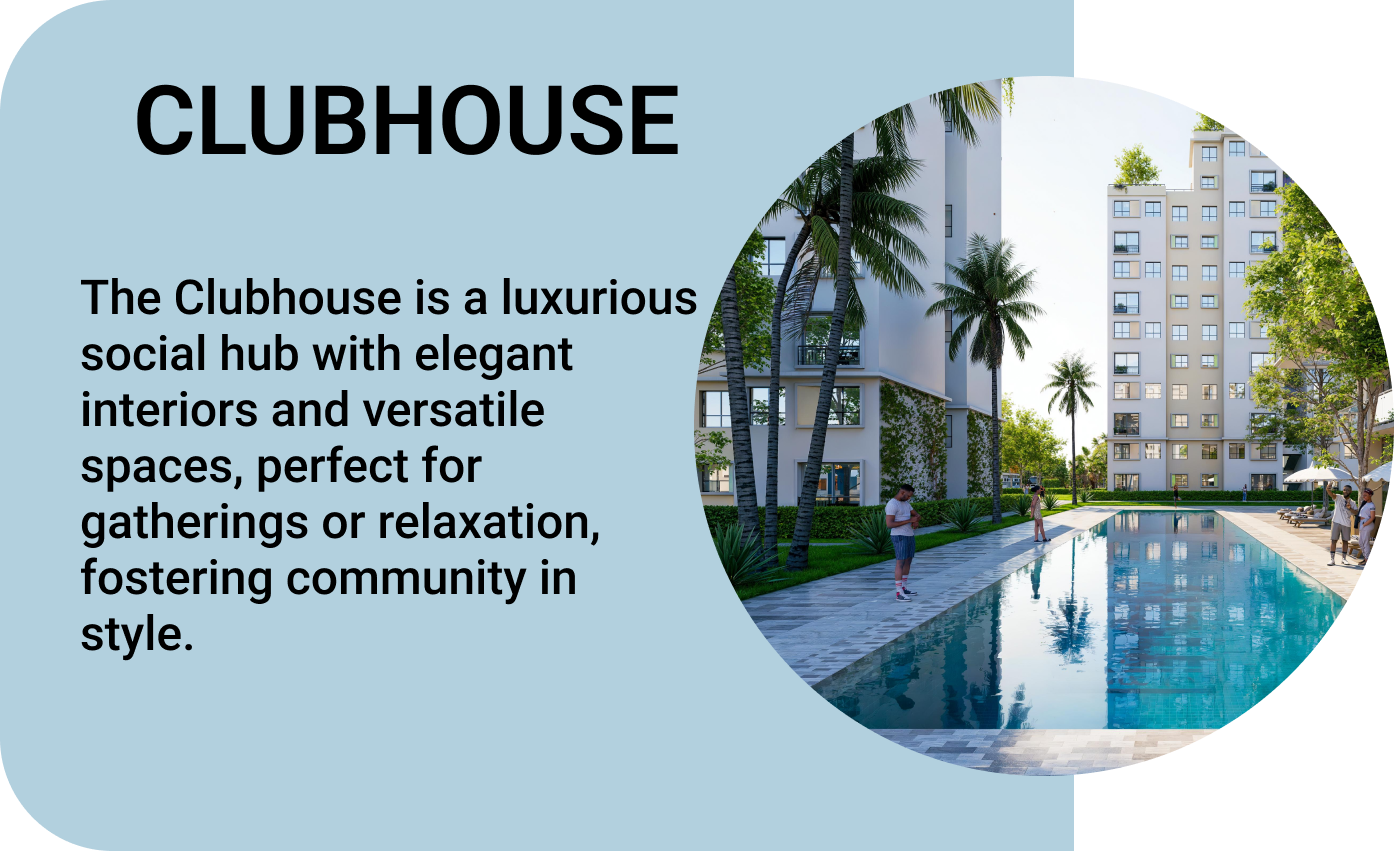 CLUBHOUSE
The Clubhouse is a luxurious
social hub with elegant
interiors and versatile
spaces, perfect for
gatherings or relaxation,
fostering community in
style.